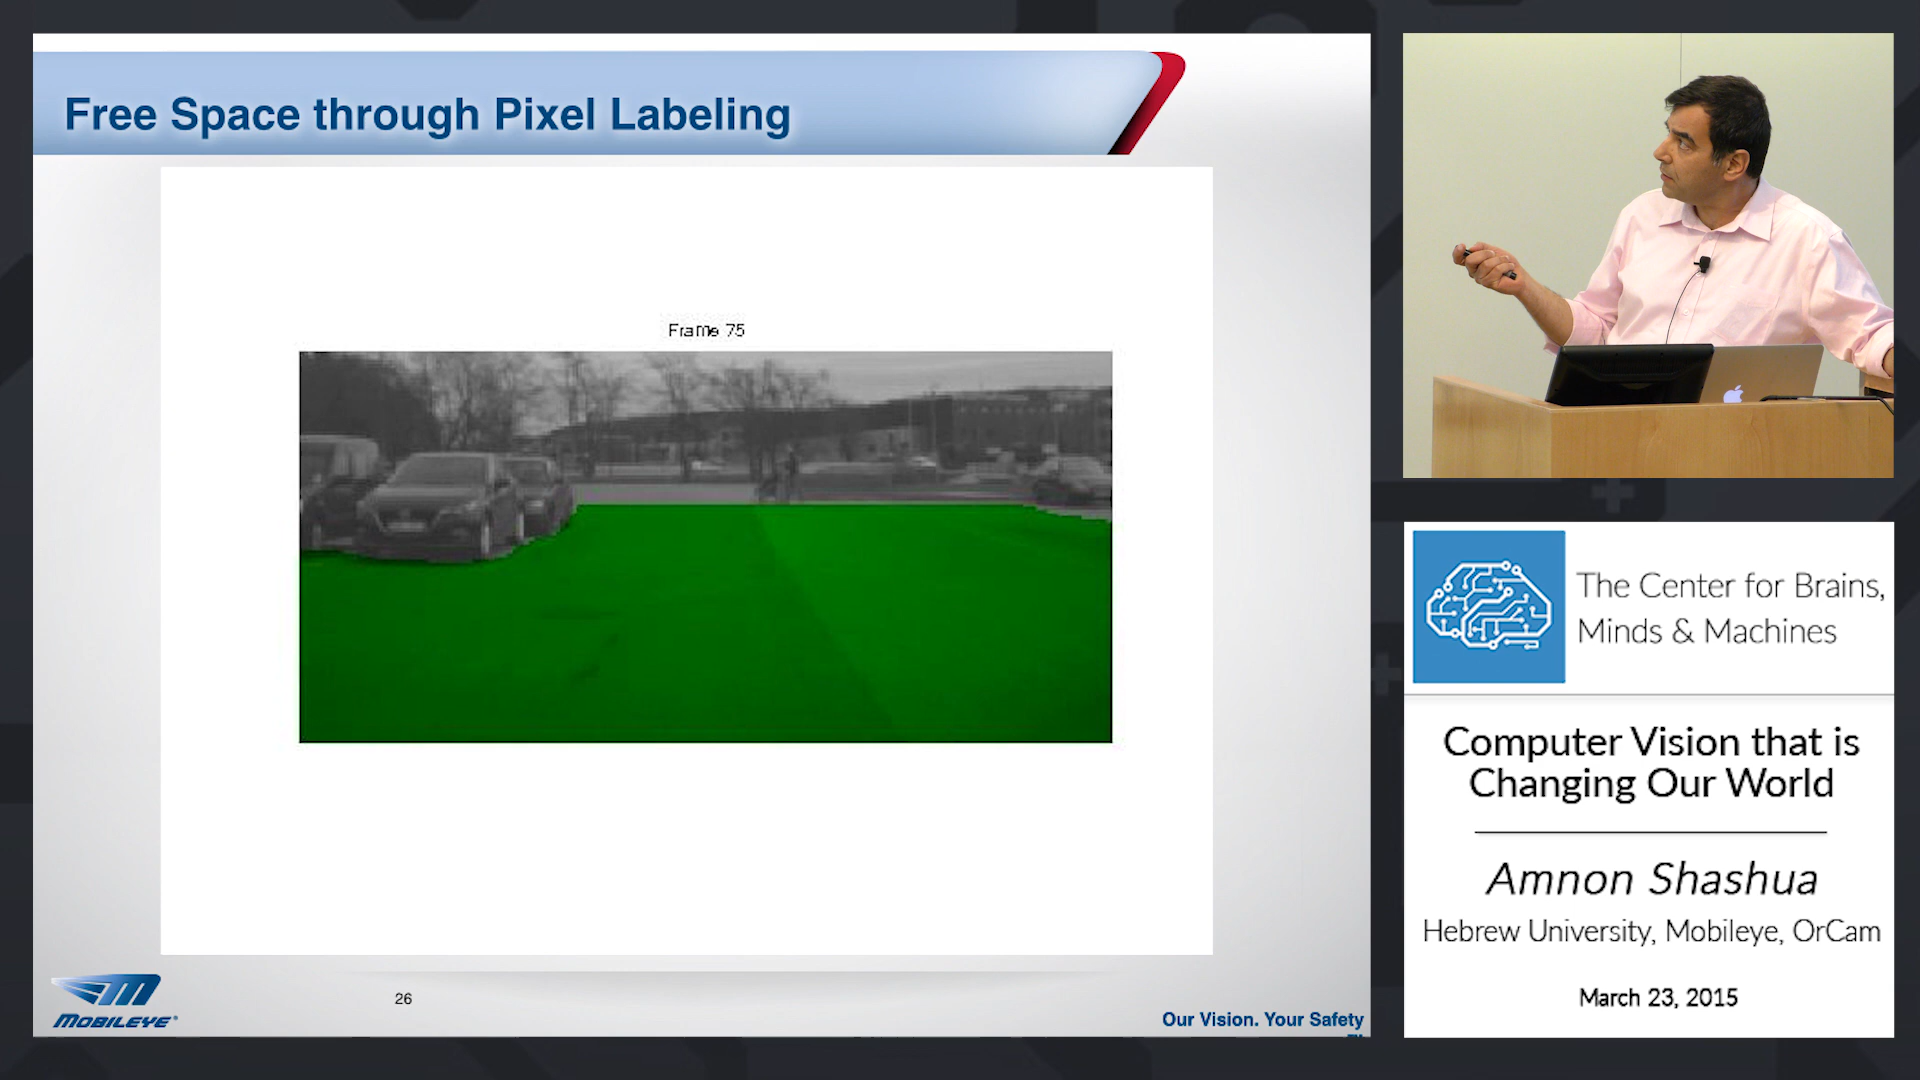 Free Space through Pixel Labeling
Frame 75
MOBILEYE
26
Our Vision. Your Safety
The Center for Brains,
Minds & Machines
Computer Vision that is
Changing Our World
Amnon Shashua
Hebrew University, Mobileye, OrCam
March 23, 2015